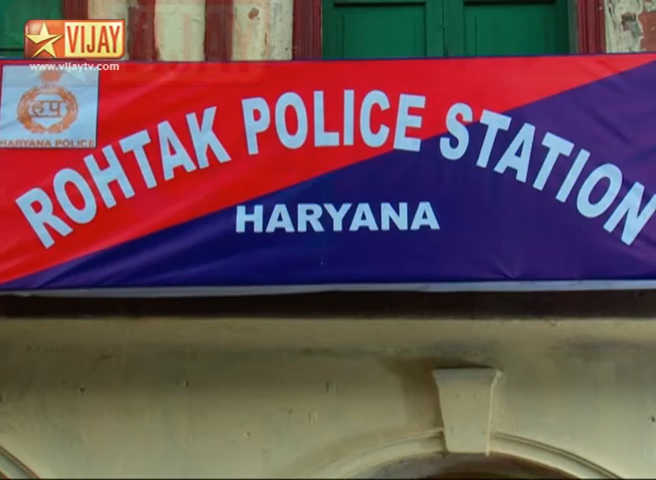 VIJAY
www.vijaytv.com
HARYANA POLICE
ROHTAK POLICE STATION
HARYANA